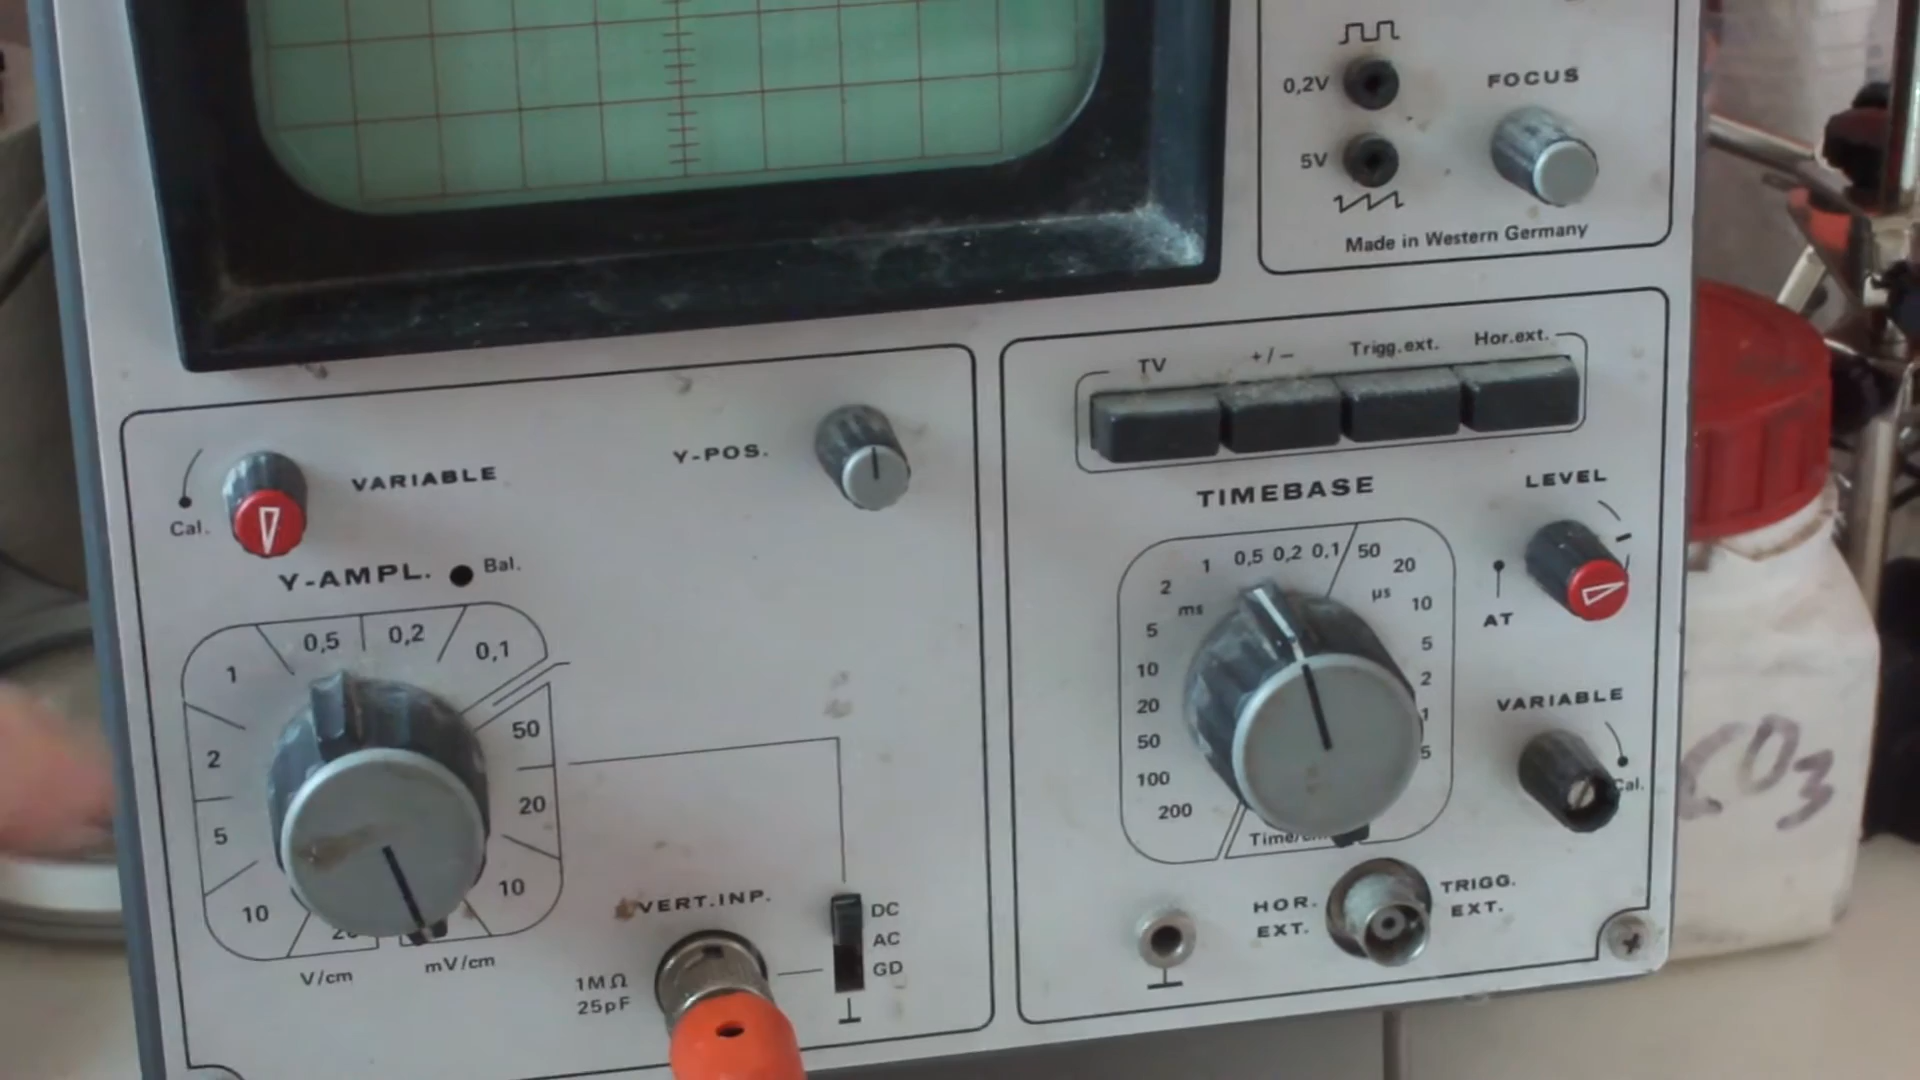 0,2V
FOCUS
5V
Made in Western Germany
TV
+/−
Trigg.ext.
Hor.ext.
VARIABLE
Cal.
Y-POS.
Y-AMPL.
Bal.
0,5
0,2
0,1
1
2
5
10
50
20
10
V/cm
mV/cm
VERT.INP.
1MΩ
25pF
DC
AC
GD
TIMEBASE
LEVEL
AT
1
0,5
0,2
0,1
50
2
ms
20
µs
5
10
10
5
20
2
50
1
100
5
200
VARIABLE
Cal.
HOR.
EXT.
TRIGG.
EXT.
CO3